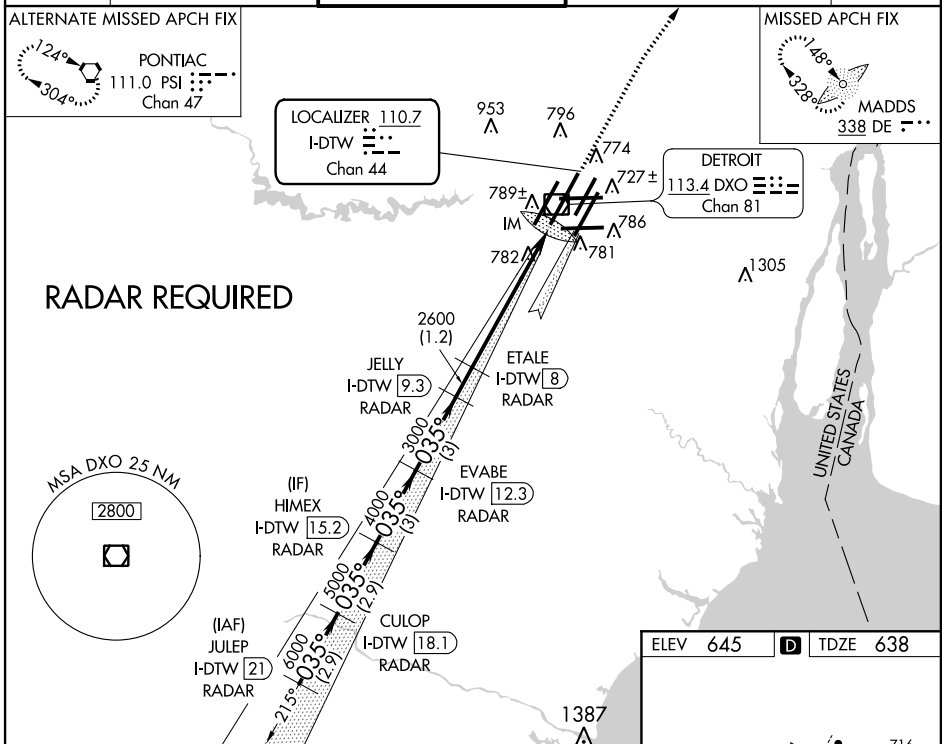 ALTERNATE MISSED APCH FIX
124°
304°
PONTIAC
111.0 PSI
Chan 47
MISSED APCH FIX
148°
328°
MADDS
338 DE
LOCALIZER 110.7
I-DTW
Chan 44
953
796
774
DETROIT
113.4 DXO
Chan 81
727±
789±
IM
786
782
781
1305
RADAR REQUIRED
2600
(1.2)
JELLY
I-DTW 9.3
RADAR
ETALE
I-DTW 8
RADAR
3000
035°
(3)
EVABE
I-DTW 12.3
RADAR
MSA DXO 25 NM
2800
(IF)
HIMEX
I-DTW 15.2
RADAR
4000
035°
(3)
5000
035°
(2.9)
CULOP
I-DTW 18.1
RADAR
(IAF)
JULEP
I-DTW 21
RADAR
6000
035°
(2.9)
215°
UNITED STATES
CANADA
1387
ELEV 645
D
TDZE 638
716